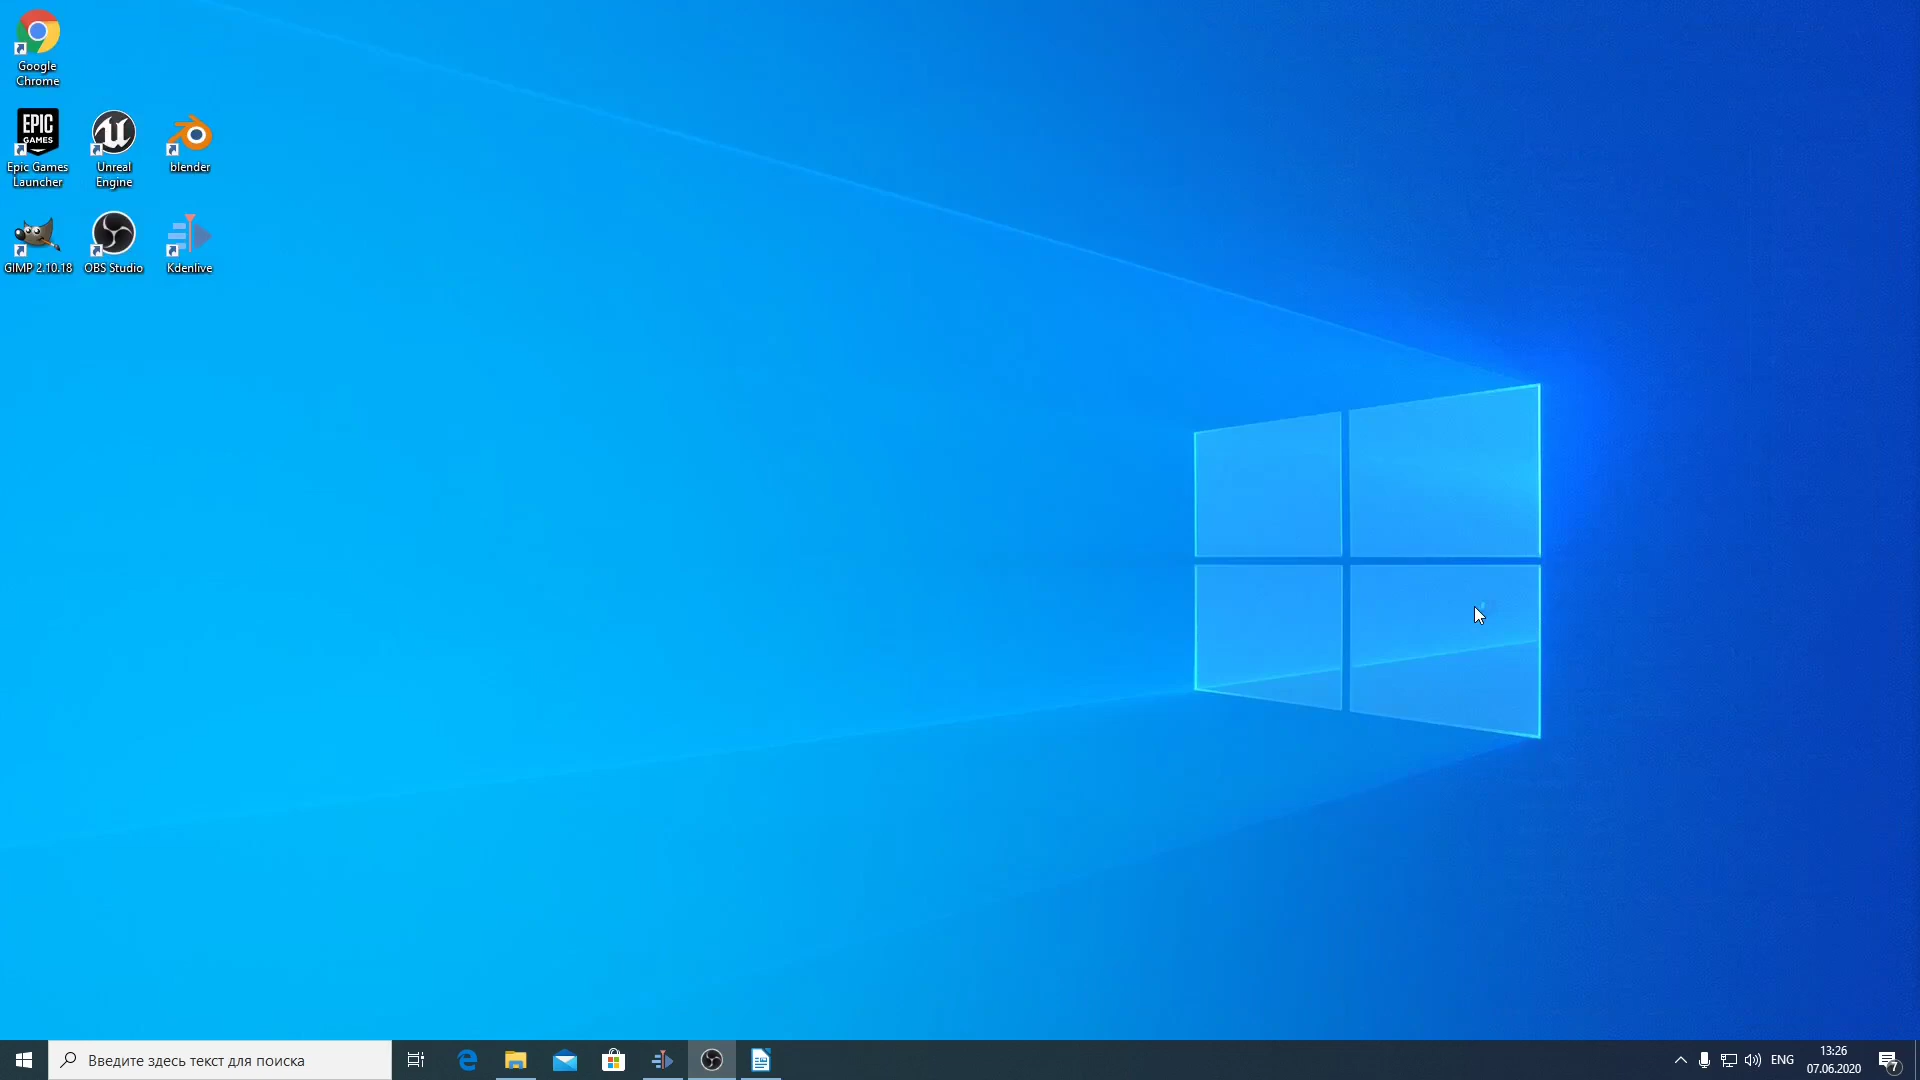 Google
Chrome
EPIC
GAMES
Epic Games
Launcher
Unreal
Engine
blender
GIMP 2.10.18
OBS Studio
Kdenlive
Введите здесь текст для поиска
ENG
13:26
07.06.2020
7